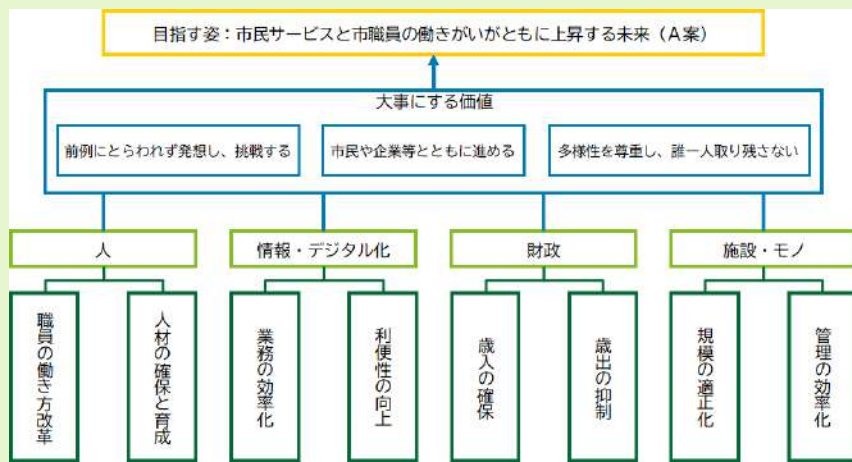 目指す姿：市民サービスと市職員の働きがいがともに上昇する未来（A案）
大事にする価値
前例にとらわれず発想し、挑戦する
市民や企業等とともに進める
多様性を尊重し、誰一人取り残さない
人
情報・デジタル化
財政
施設・モノ
職員の働き方改革
人材の確保と育成
業務の効率化
利便性の向上
歳入の確保
歳出の抑制
規模の適正化
管理の効率化